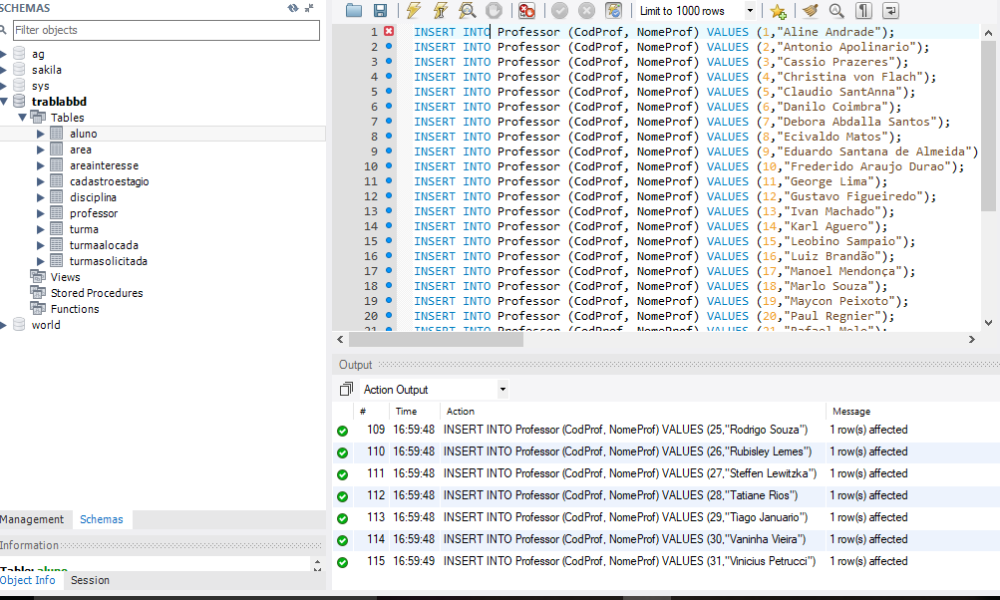 SCHEMAS
Filter objects
ag
sakila
sys
trablabbd
Tables
aluno
area
areainteresse
cadastroestagio
disciplina
professor
turma
turmaalocada
turmasolicitada
Views
Stored Procedures
Functions
world
Management Schemas
Information
Table: aluno
Object Info Session
Limit to 1000 rows
1 INSERT INTO Professor (CodProf, NomeProf) VALUES (1,"Aline Andrade");
2 INSERT INTO Professor (CodProf, NomeProf) VALUES (2,"Antonio Apolinario");
3 INSERT INTO Professor (CodProf, NomeProf) VALUES (3,"Cassio Prazeres");
4 INSERT INTO Professor (CodProf, NomeProf) VALUES (4,"Christina von Flach");
5 INSERT INTO Professor (CodProf, NomeProf) VALUES (5,"Claudio SantAnna");
6 INSERT INTO Professor (CodProf, NomeProf) VALUES (6,"Danilo Coimbra");
7 INSERT INTO Professor (CodProf, NomeProf) VALUES (7,"Debora Abdalla Santos");
8 INSERT INTO Professor (CodProf, NomeProf) VALUES (8,"Ecivaldo Matos");
9 INSERT INTO Professor (CodProf, NomeProf) VALUES (9,"Eduardo Santana de Almeida")
10 INSERT INTO Professor (CodProf, NomeProf) VALUES (10,"Frederido Araujo Durao");
11 INSERT INTO Professor (CodProf, NomeProf) VALUES (11,"George Lima");
12 INSERT INTO Professor (CodProf, NomeProf) VALUES (12,"Gustavo Figueiredo");
13 INSERT INTO Professor (CodProf, NomeProf) VALUES (13,"Ivan Machado");
14 INSERT INTO Professor (CodProf, NomeProf) VALUES (14,"Karl Aguero");
15 INSERT INTO Professor (CodProf, NomeProf) VALUES (15,"Leobino Sampaio");
16 INSERT INTO Professor (CodProf, NomeProf) VALUES (16,"Luiz Brandão");
17 INSERT INTO Professor (CodProf, NomeProf) VALUES (17,"Manoel Mendonça");
18 INSERT INTO Professor (CodProf, NomeProf) VALUES (18,"Marlo Souza");
19 INSERT INTO Professor (CodProf, NomeProf) VALUES (19,"Maycon Peixoto");
20 INSERT INTO Professor (CodProf, NomeProf) VALUES (20,"Paul Regnier");
21 INSERT INTO Professor (CodProf, NomeProf) VALUES (21,"Rafael Melo");
Output
Action Output
# Time Action Message
109 16:59:48 INSERT INTO Professor (CodProf, NomeProf) VALUES (25,"Rodrigo Souza") 1 row(s) affected
110 16:59:48 INSERT INTO Professor (CodProf, NomeProf) VALUES (26,"Rubisley Lemes") 1 row(s) affected
111 16:59:48 INSERT INTO Professor (CodProf, NomeProf) VALUES (27,"Steffen Lewitzka") 1 row(s) affected
112 16:59:48 INSERT INTO Professor (CodProf, NomeProf) VALUES (28,"Tatiane Rios") 1 row(s) affected
113 16:59:48 INSERT INTO Professor (CodProf, NomeProf) VALUES (29,"Tiago Januario") 1 row(s) affected
114 16:59:48 INSERT INTO Professor (CodProf, NomeProf) VALUES (30,"Vaninha Vieira") 1 row(s) affected
115 16:59:49 INSERT INTO Professor (CodProf, NomeProf) VALUES (31,"Vinicius Petrucci") 1 row(s) affected